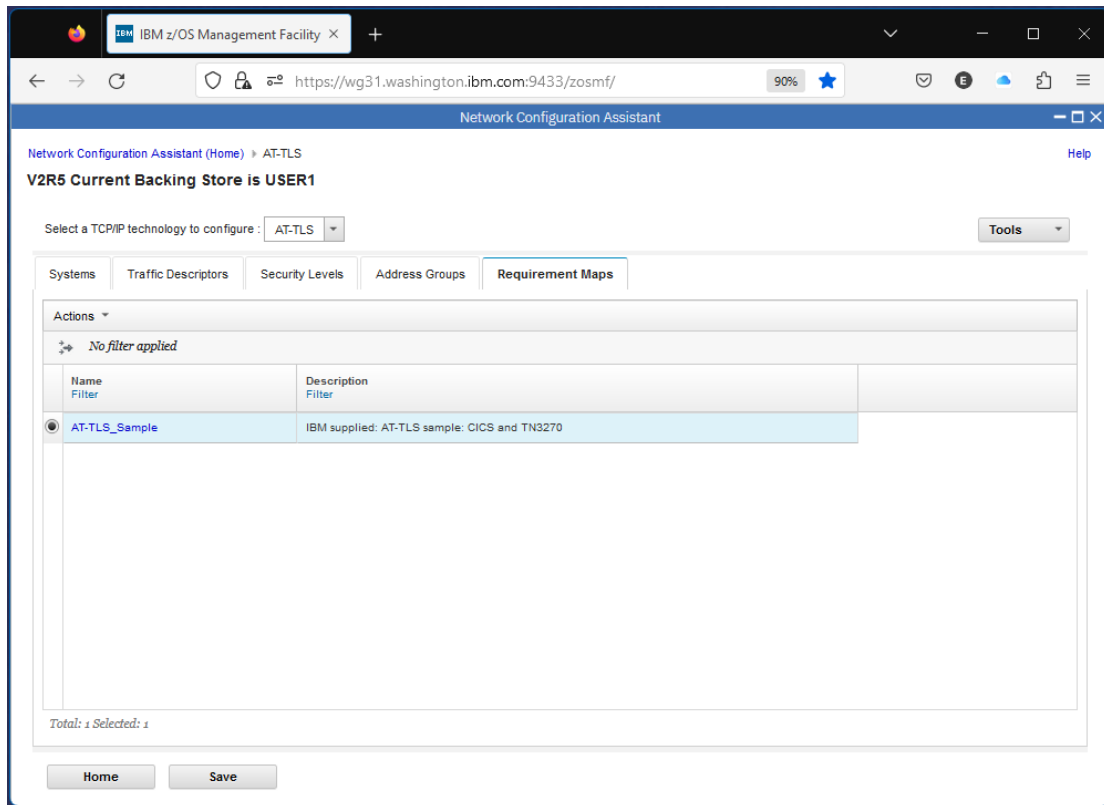 IBM IBM z/OS Management Facility
https://wg31.washington.ibm.com:9433/zosmf/ 90% E
Network Configuration Assistant
Network Configuration Assistant (Home) AT-TLS Help
V2R5 Current Backing Store is USER1
Select a TCP/IP technology to configure : AT-TLS Tools
Systems Traffic Descriptors Security Levels Address Groups Requirement Maps
Actions
No filter applied
Name Description
Filter Filter
AT-TLS_Sample IBM supplied: AT-TLS sample: CICS and TN3270
Total: 1 Selected: 1
Home Save